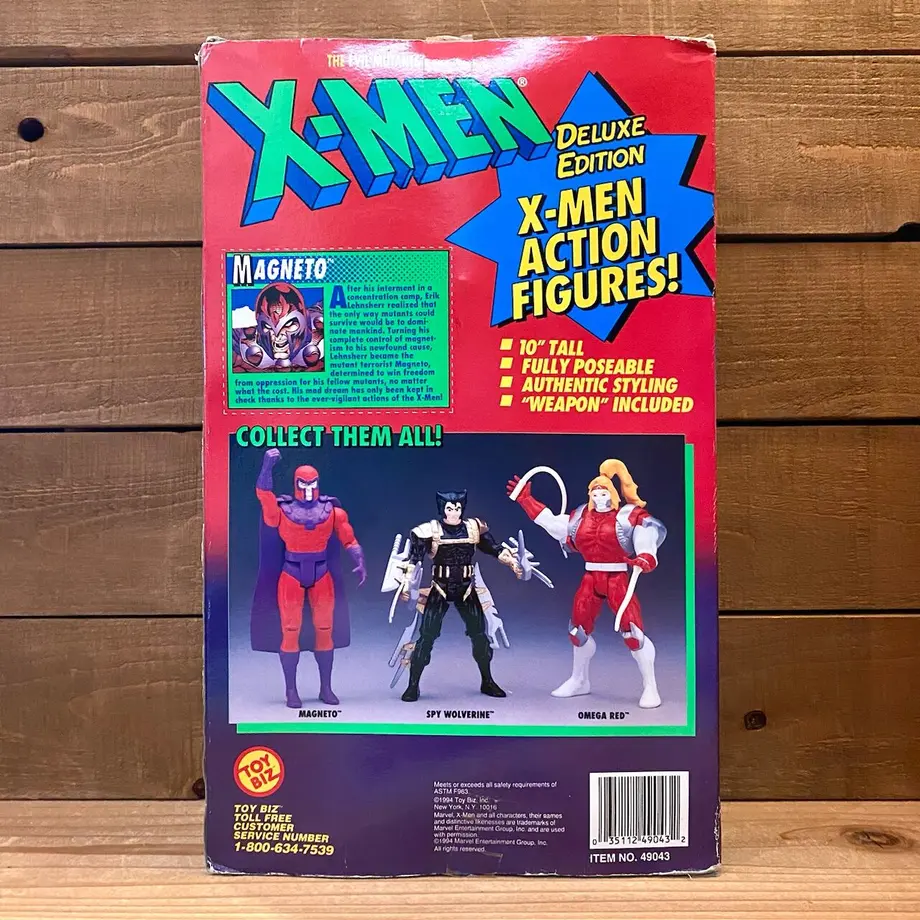 THE EVIL MUTANTS
X-MEN®
DELUXE
EDITION
X-MEN
ACTION
FIGURES!
10" TALL
FULLY POSEABLE
AUTHENTIC STYLING
"WEAPON" INCLUDED
MAGNETO™
After his interment in a
concentration camp, Erik
Lehnsherr realized that
the only way mutants could
survive would be to domi-
nate mankind. Turning his
complete control of magnet-
ism to his newfound cause,
Lehnsherr became the
mutant terrorist Magneto,
determined to win freedom
from oppression for his fellow mutants, no matter
what the cost. His mad dream has only been kept in
check thanks to the ever-vigilant actions of the X-Men!
COLLECT THEM ALL!
MAGNETO™
SPY WOLVERINE™
OMEGA RED™
TOY
BIZ
TOY BIZ™
TOLL FREE
CUSTOMER
SERVICE NUMBER
1-800-634-7539
Meets or exceeds all safety requirements of
ASTM F963.
©1994 Toy Biz, Inc.
New York, N.Y. 10016
Marvel, X-Men and all characters, their names
and distinctive likenesses are trademarks of
Marvel Entertainment Group, Inc. and are used
with permission.
©1994 Marvel Entertainment Group, Inc.
All rights reserved.
0 35112 49043 2
ITEM NO. 49043